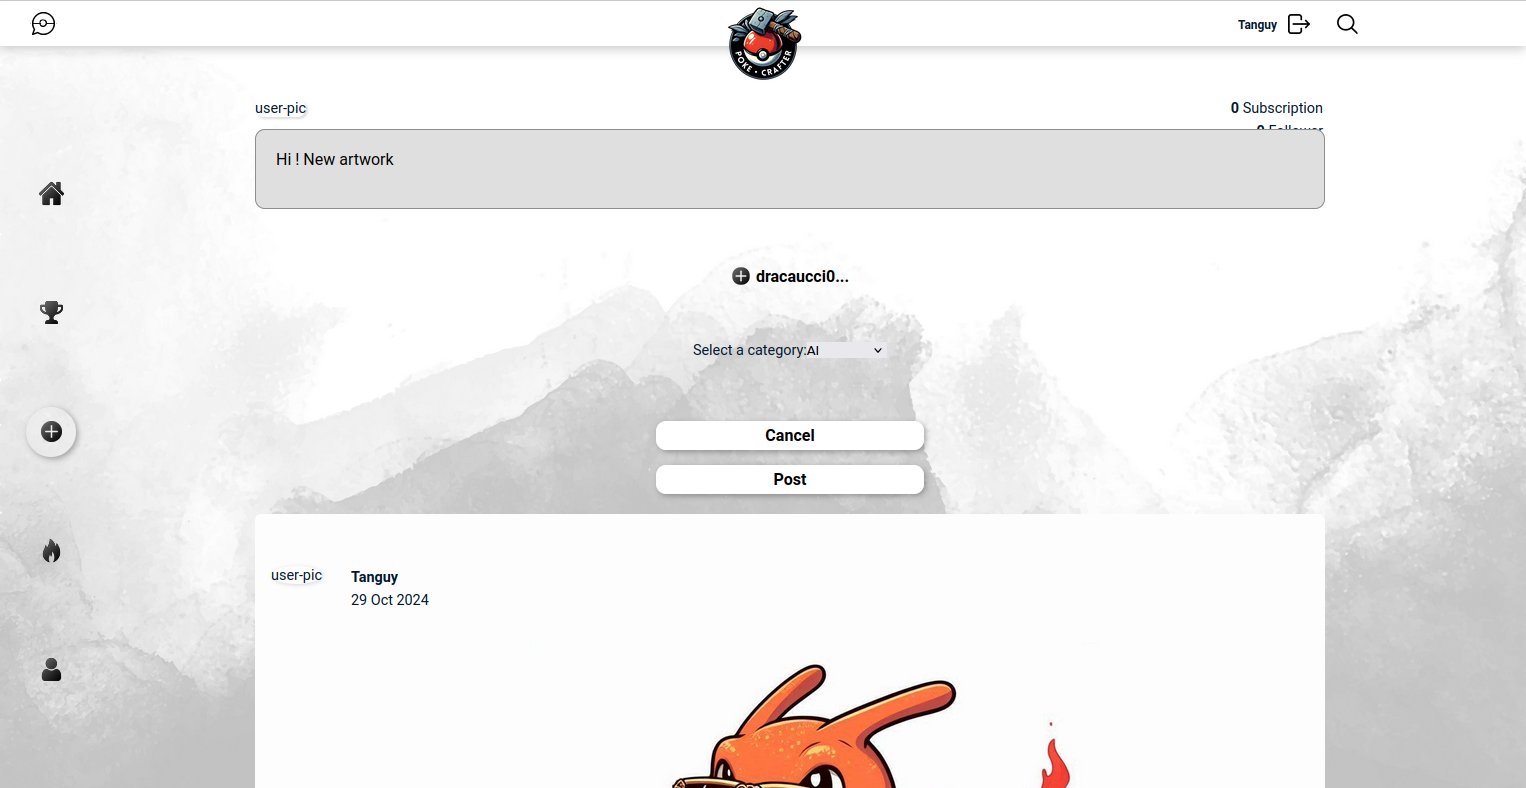 Tanguy
POKE • CRAFTER
user-pic
0 Subscription
0 Follower
Hi ! New artwork
dracaucci0...
Select a category:AI
Cancel
Post
user-pic
Tanguy
29 Oct 2024